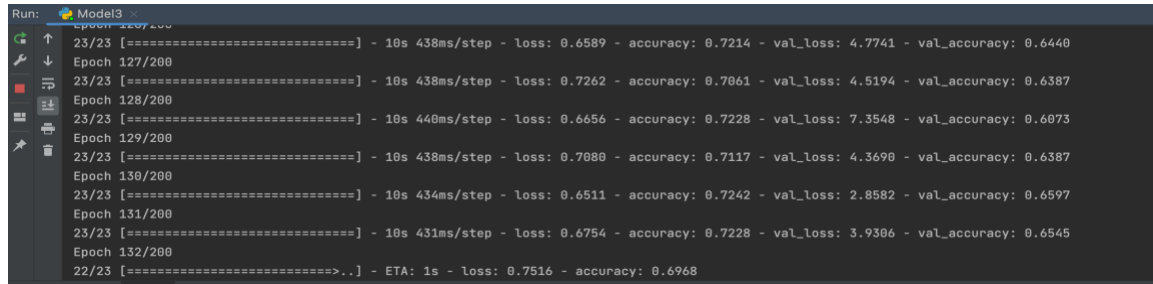 Run: Model3 ×
Epoch 126/200
23/23 [==============================] - 10s 438ms/step - loss: 0.6589 - accuracy: 0.7214 - val_loss: 4.7741 - val_accuracy: 0.6440
Epoch 127/200
23/23 [==============================] - 10s 438ms/step - loss: 0.7262 - accuracy: 0.7061 - val_loss: 4.5194 - val_accuracy: 0.6387
Epoch 128/200
23/23 [==============================] - 10s 440ms/step - loss: 0.6656 - accuracy: 0.7228 - val_loss: 7.3548 - val_accuracy: 0.6073
Epoch 129/200
23/23 [==============================] - 10s 438ms/step - loss: 0.7080 - accuracy: 0.7117 - val_loss: 4.3690 - val_accuracy: 0.6387
Epoch 130/200
23/23 [==============================] - 10s 434ms/step - loss: 0.6511 - accuracy: 0.7242 - val_loss: 2.8582 - val_accuracy: 0.6597
Epoch 131/200
23/23 [==============================] - 10s 431ms/step - loss: 0.6754 - accuracy: 0.7228 - val_loss: 3.9306 - val_accuracy: 0.6545
Epoch 132/200
22/23 [===========================>..] - ETA: 1s - loss: 0.7516 - accuracy: 0.6968